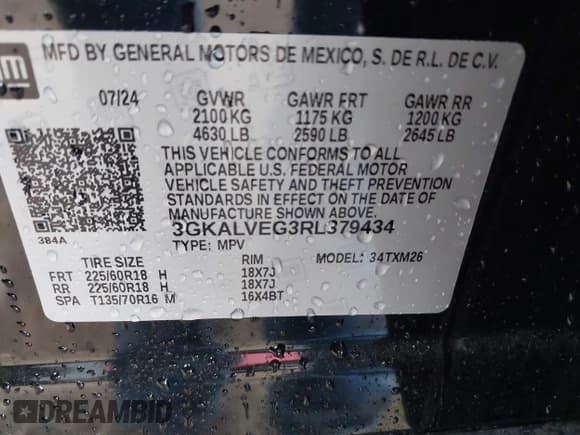 gm
MFD BY GENERAL MOTORS DE MEXICO, S. DE R.L. DE C.V.
07/24 GVWR GAWR FRT GAWR RR
2100 KG 1175 KG 1200 KG
4630 LB 2590 LB 2645 LB
THIS VEHICLE CONFORMS TO ALL
APPLICABLE U.S. FEDERAL MOTOR
VEHICLE SAFETY AND THEFT PREVENTION
STANDARDS IN EFFECT ON THE DATE OF
MANUFACTURE SHOWN ABOVE.
3GKALVEG3RL379434
384A TYPE: MPV
TIRE SIZE RIM MODEL: 34TXM26
FRT 225/60R18 H 18X7J
RR 225/60R18 H 18X7J
SPA T135/70R16 M 16X4BT
DREAMBID